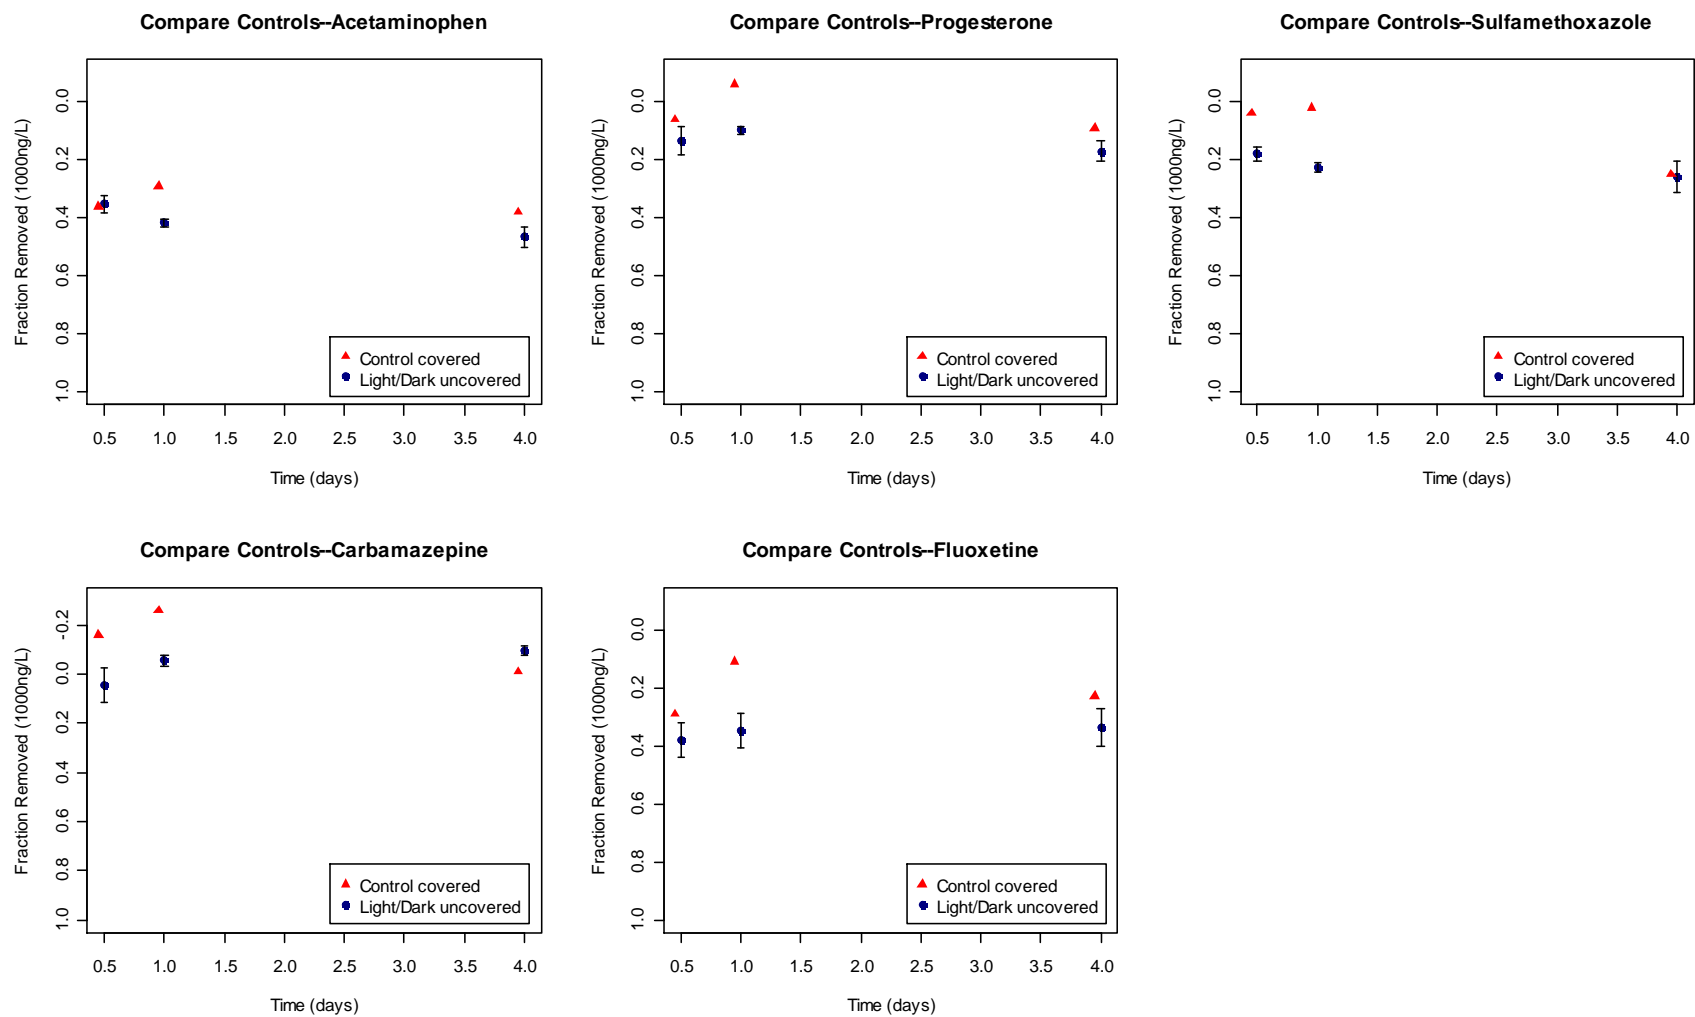 Compare Controls--Acetaminophen
Fraction Removed (1000ng/L)
0.0
0.2
0.4
0.6
0.8
1.0
Control covered
Light/Dark uncovered
0.5 1.0 1.5 2.0 2.5 3.0 3.5 4.0
Time (days)
Compare Controls--Progesterone
Fraction Removed (1000ng/L)
0.0
0.2
0.4
0.6
0.8
1.0
Control covered
Light/Dark uncovered
0.5 1.0 1.5 2.0 2.5 3.0 3.5 4.0
Time (days)
Compare Controls--Sulfamethoxazole
Fraction Removed (1000ng/L)
0.0
0.2
0.4
0.6
0.8
1.0
Control covered
Light/Dark uncovered
0.5 1.0 1.5 2.0 2.5 3.0 3.5 4.0
Time (days)
Compare Controls--Carbamazepine
Fraction Removed (1000ng/L)
-0.2
0.0
0.2
0.4
0.6
0.8
1.0
Control covered
Light/Dark uncovered
0.5 1.0 1.5 2.0 2.5 3.0 3.5 4.0
Time (days)
Compare Controls--Fluoxetine
Fraction Removed (1000ng/L)
0.0
0.2
0.4
0.6
0.8
1.0
Control covered
Light/Dark uncovered
0.5 1.0 1.5 2.0 2.5 3.0 3.5 4.0
Time (days)